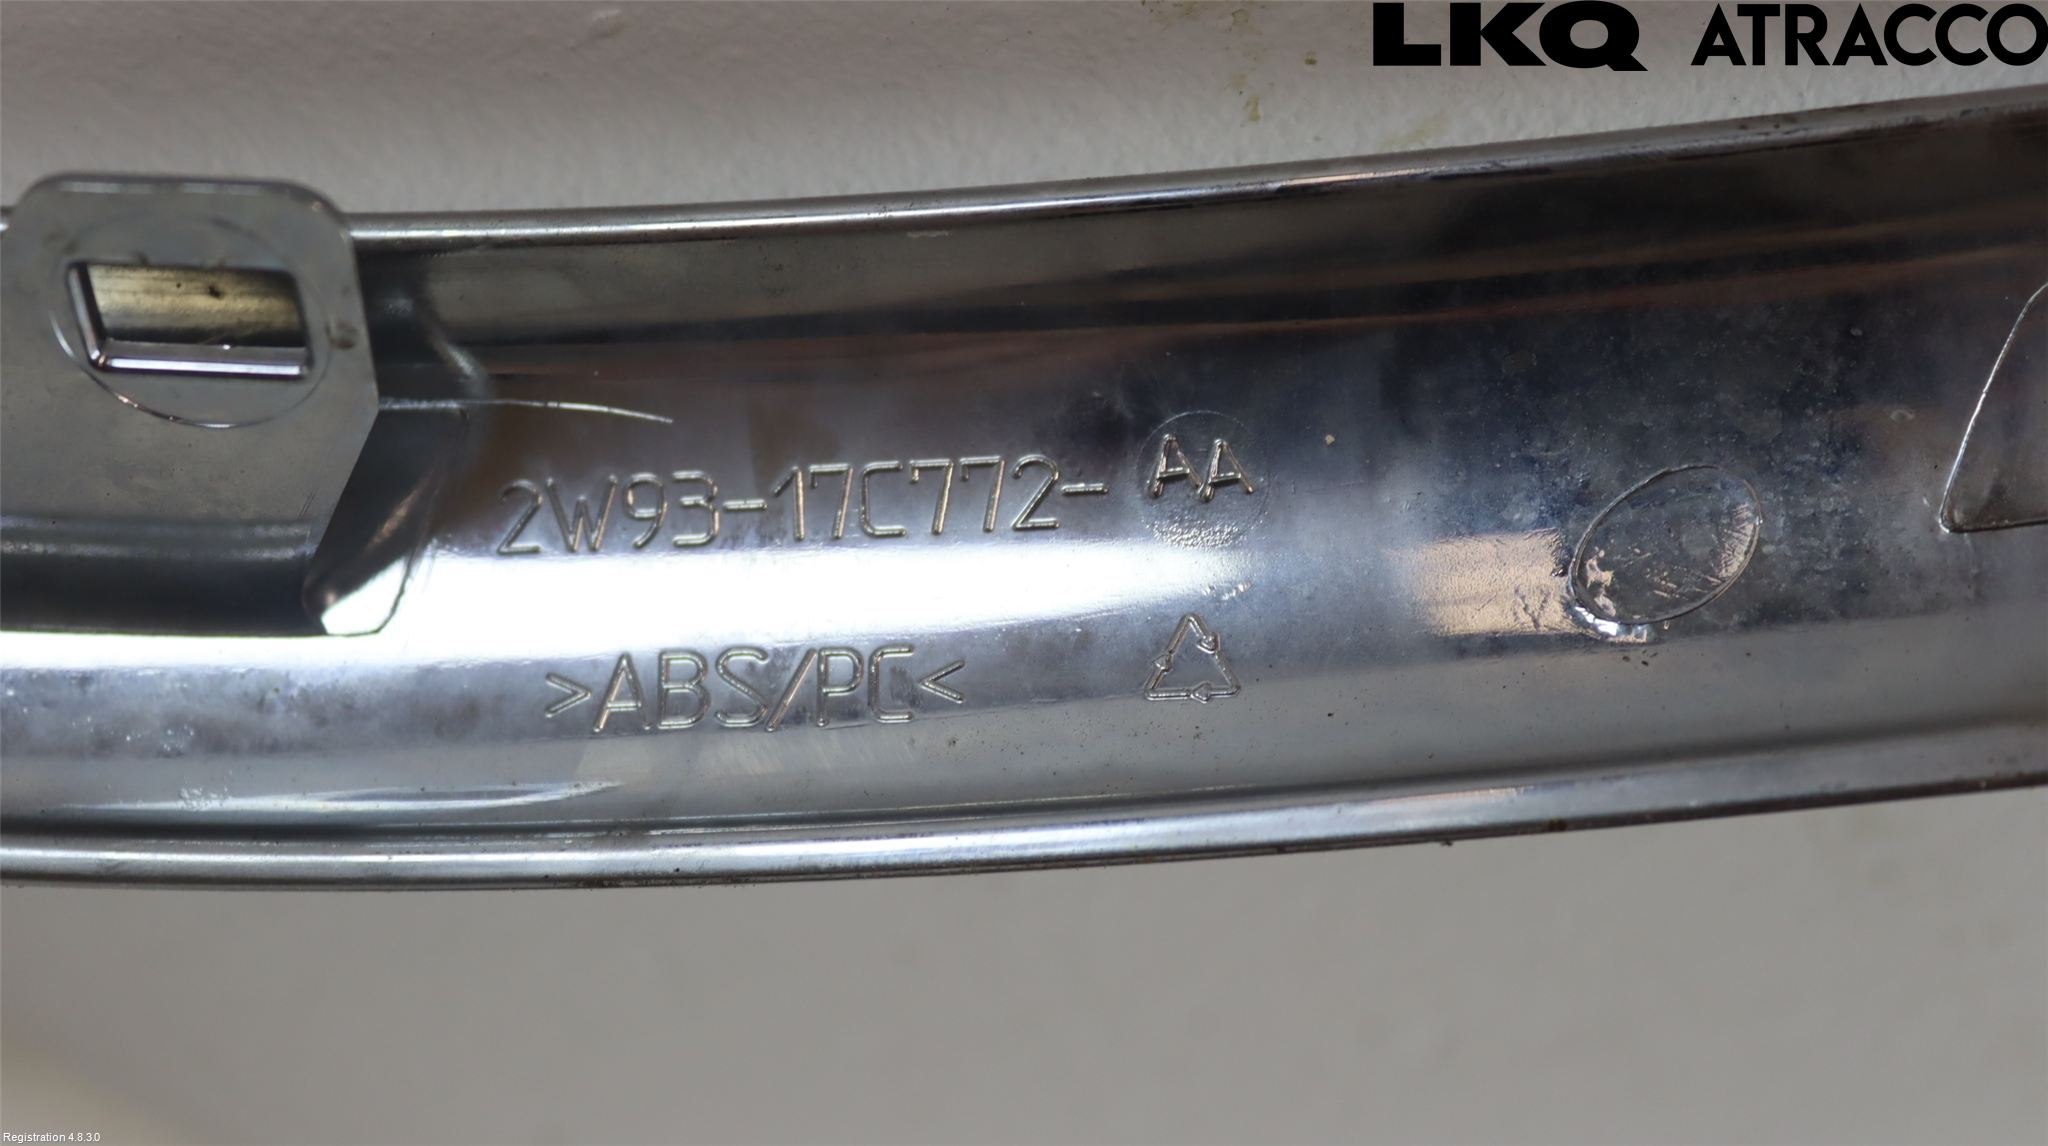 LKQ ATRACCO
2W93-17C772-AA
>ABS/PC<
Registration 4.8.3.0